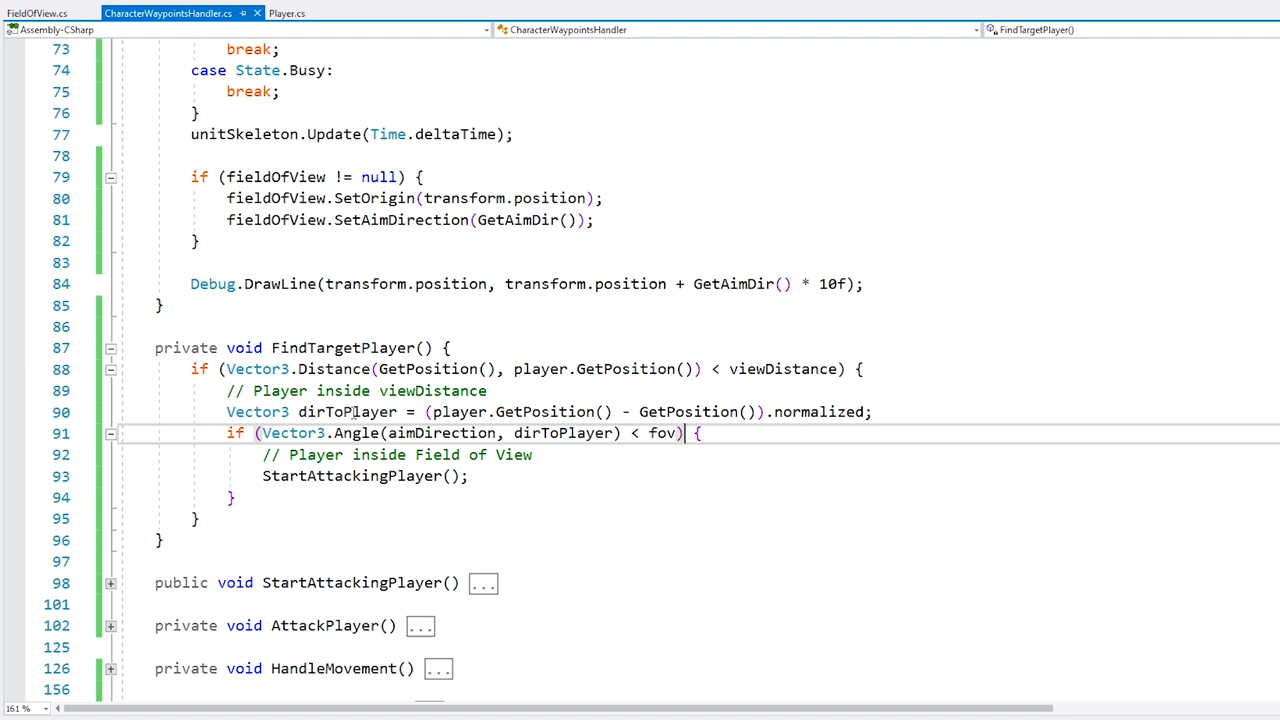 FieldOfView.cs CharacterWaypointsHandler.cs Player.cs
Assembly-CSharp CharacterWaypointsHandler FindTargetPlayer()
73 break;
74 case State.Busy:
75 break;
76 }
77 unitSkeleton.Update(Time.deltaTime);
78
79 if (fieldOfView != null) {
80 fieldOfView.SetOrigin(transform.position);
81 fieldOfView.SetAimDirection(GetAimDir());
82 }
83
84 Debug.DrawLine(transform.position, transform.position + GetAimDir() * 10f);
85 }
86
87 private void FindTargetPlayer() {
88 if (Vector3.Distance(GetPosition(), player.GetPosition()) < viewDistance) {
89 // Player inside viewDistance
90 Vector3 dirToPlayer = (player.GetPosition() - GetPosition()).normalized;
91 if (Vector3.Angle(aimDirection, dirToPlayer) < fov) {
92 // Player inside Field of View
93 StartAttackingPlayer();
94 }
95 }
96 }
97
98 public void StartAttackingPlayer() ...
101
102 private void AttackPlayer() ...
125
126 private void HandleMovement() ...
156
161 %